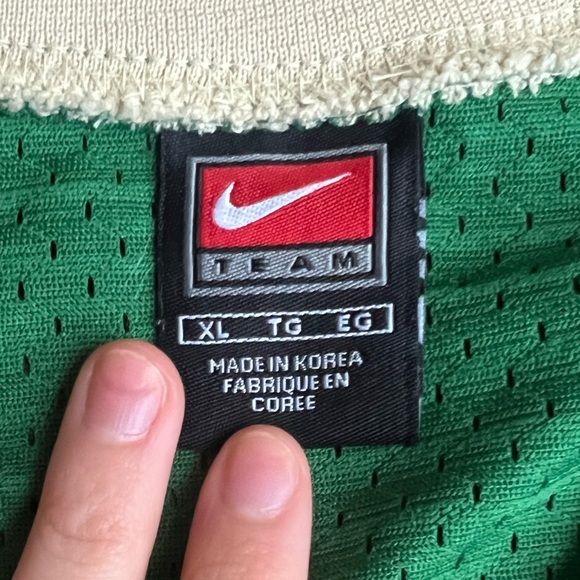 TEAM
XL TG EG
MADE IN KOREA
FABRIQUE EN
COREE